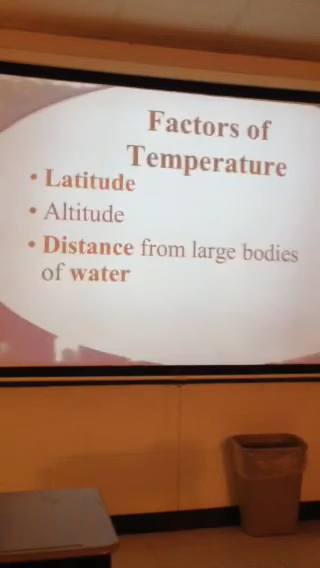 Factors of
Temperature
• Latitude
• Altitude
• Distance from large bodies
of water